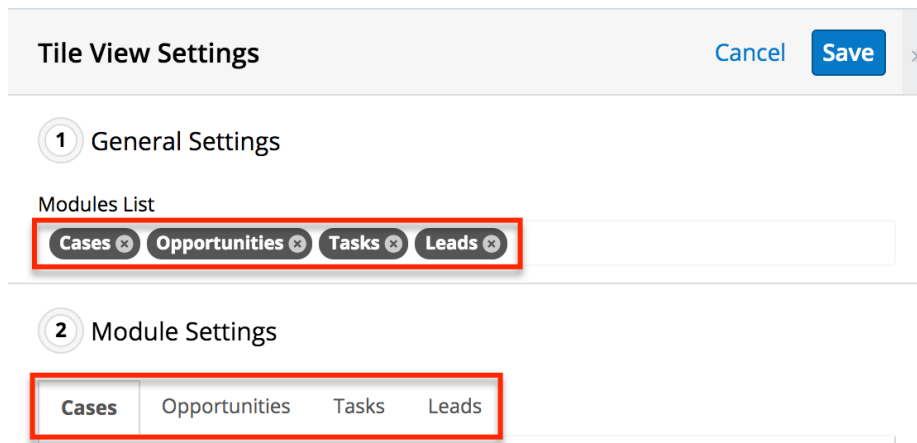 Tile View Settings Cancel Save
1 General Settings
Modules List
Cases Opportunities Tasks Leads
2 Module Settings
Cases Opportunities Tasks Leads